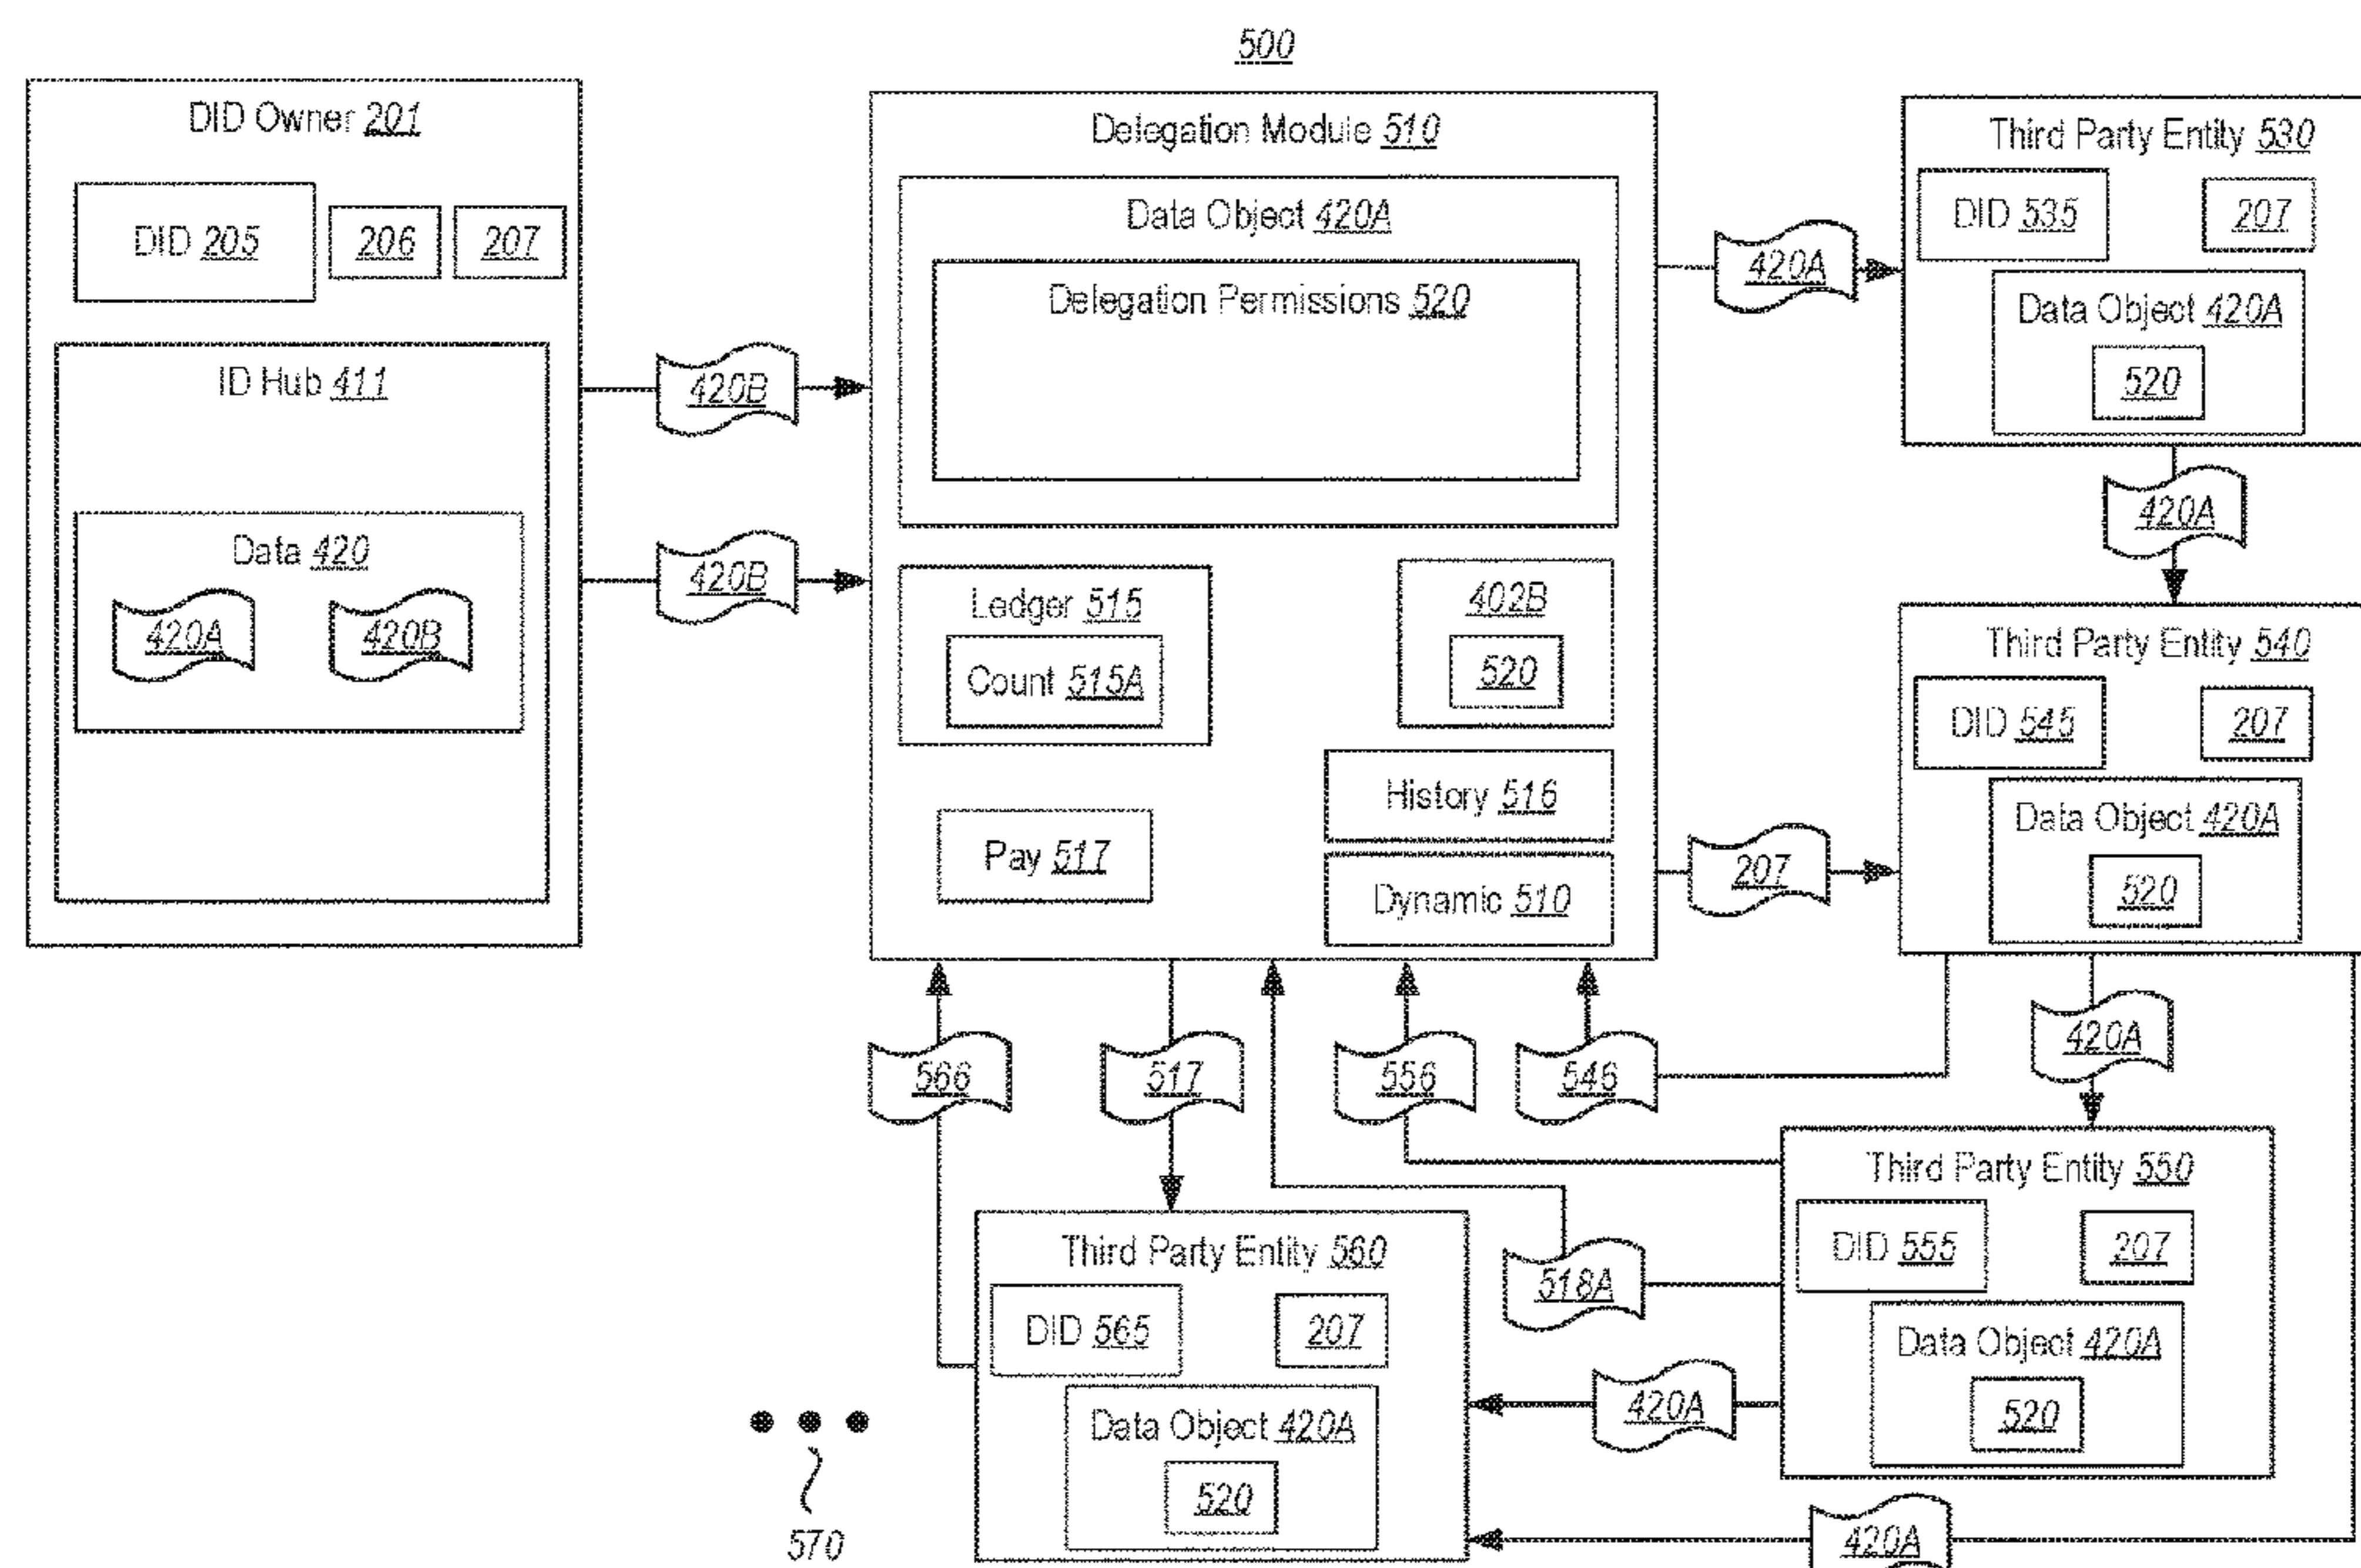 500
DID Owner 201
DID 205
206
207
ID Hub 411
Data 420
420A
420B
420B
420B
Delegation Module 510
Data Object 420A
Delegation Permissions 520
Ledger 515
Count 515A
402B
520
History 516
Pay 517
Dynamic 510
420A
Third Party Entity 530
DID 535
207
Data Object 420A
520
420A
Third Party Entity 540
DID 545
207
Data Object 420A
520
207
566
517
556
546
420A
Third Party Entity 550
DID 555
207
Data Object 420A
520
518A
420A
Third Party Entity 560
DID 565
207
Data Object 420A
520
420A
570